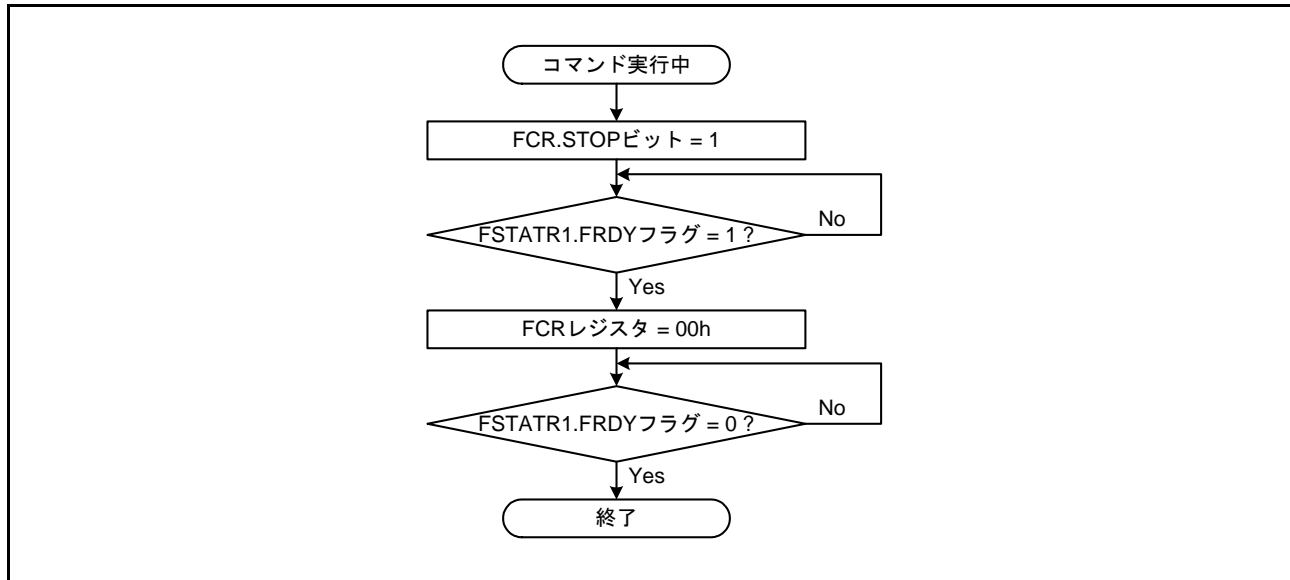 コマンド実行中
FCR.STOPビット = 1
FSTATR1.FRDYフラグ = 1 ?
No
Yes
FCRレジスタ = 00h
FSTATR1.FRDYフラグ = 0 ?
No
Yes
終了